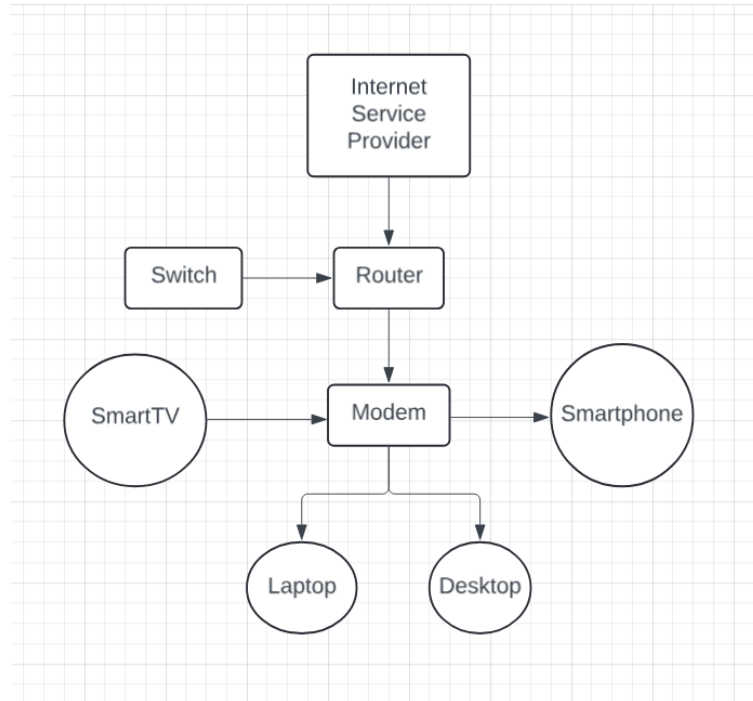 Internet
Service
Provider
Switch
Router
SmartTV
Modem
Smartphone
Laptop
Desktop